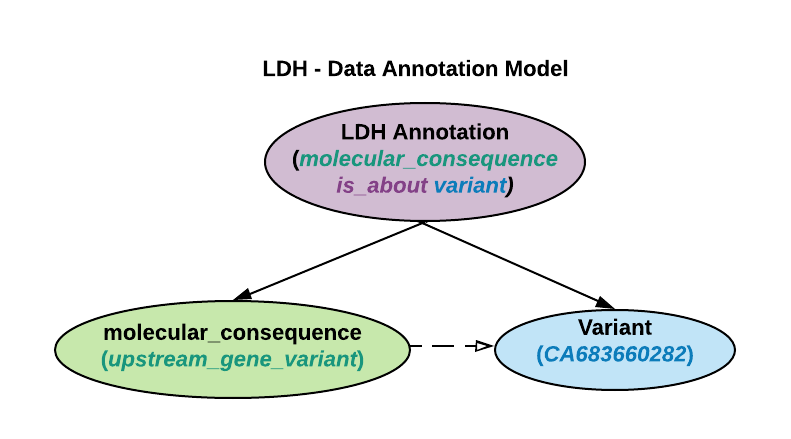 LDH - Data Annotation Model
LDH Annotation
(molecular_consequence
is_about variant)
molecular_consequence
(upstream_gene_variant)
Variant
(CA683660282)